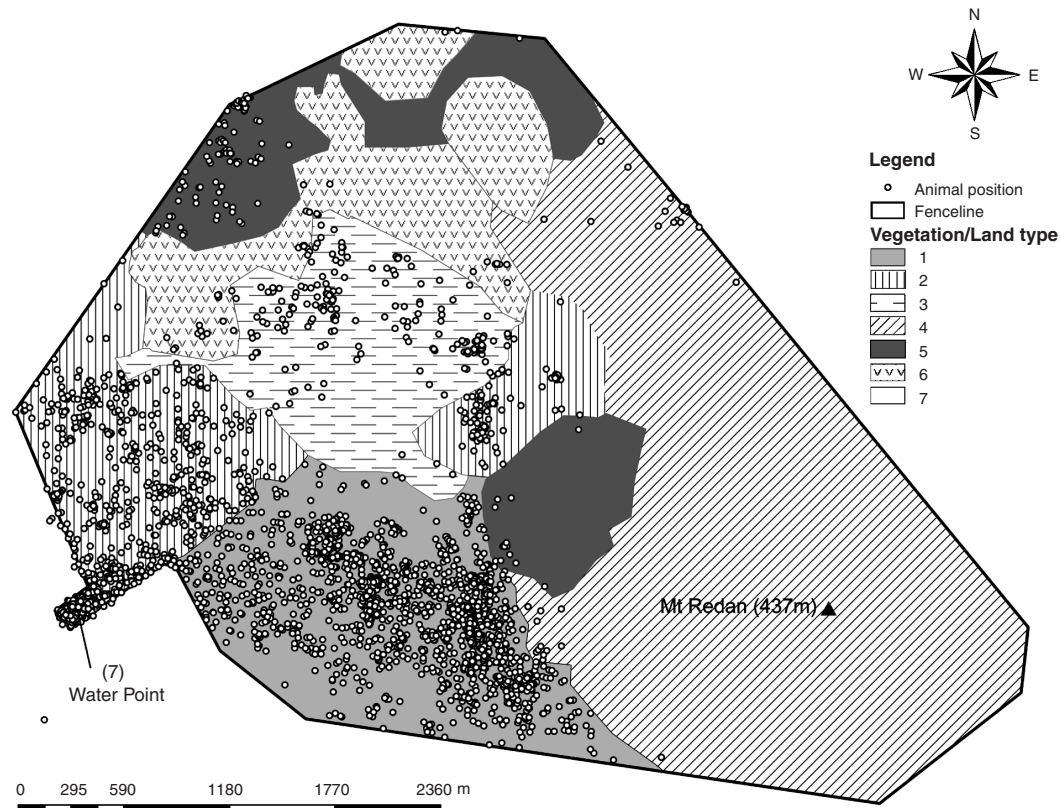 N
W E
S
Legend
Animal position
Fenceline
Vegetation/Land type
1
2
3
4
5
6
7
Mt Redan (437m)
(7)
Water Point
0 295 590 1180 1770 2360 m